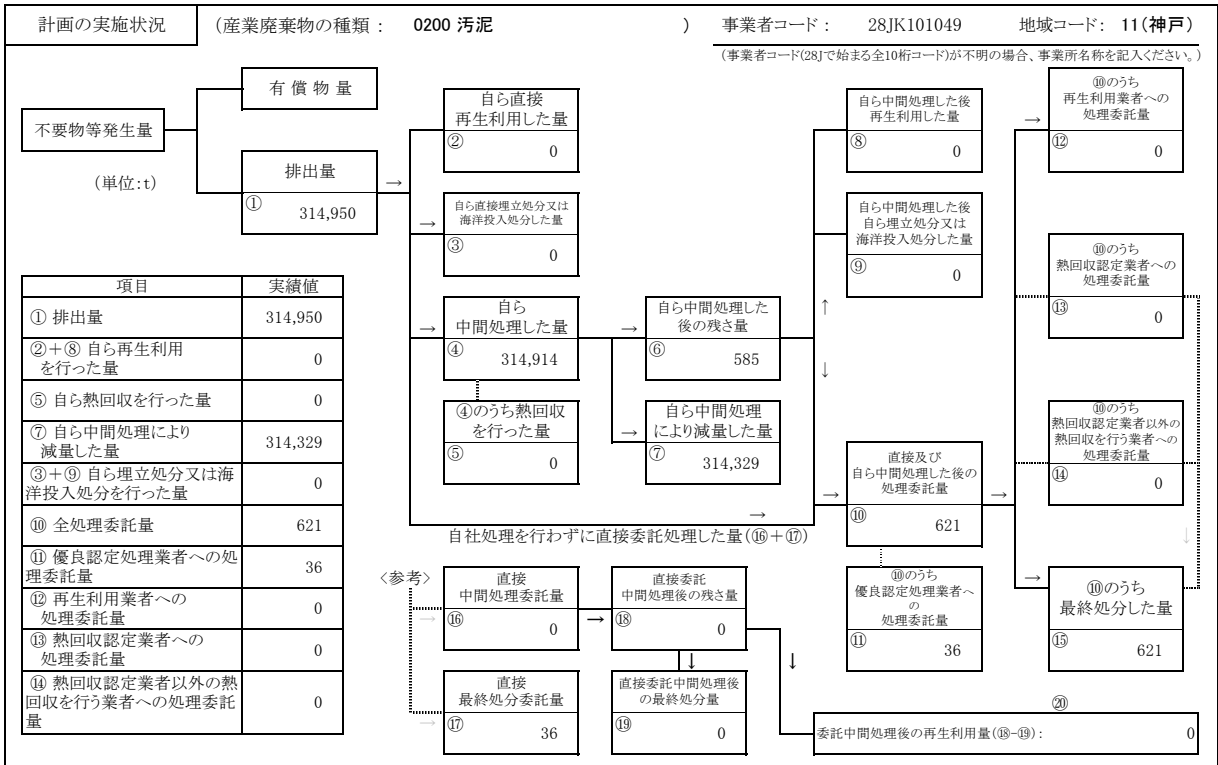 計画の実施状況
(産業廃棄物の種類： 0200 汚泥 )
事業者コード： 28JK101049 地域コード： 11(神戸)
(事業者コード(28Jで始まる全10桁コード)が不明の場合、事業所名称を記入ください。)
不要物等発生量
(単位:t)
有 償 物 量
排出量
① 314,950
→
自ら直接
再生利用した量
② 0
→
自ら直接埋立処分又は
海洋投入処分した量
③ 0
→
自ら
中間処理した量
④ 314,914
④のうち熱回収
を行った量
⑤ 0
→
自ら中間処理した
後の残さ量
⑥ 585
→
自ら中間処理
により減量した量
⑦ 314,329
自ら中間処理した後
再生利用した量
⑧ 0
自ら中間処理した後
自ら埋立処分又は
海洋投入処分した量
⑨ 0
↑
↓
→
直接及び
自ら中間処理した後の
処理委託量
⑩ 621
→
⑩のうち
優良認定処理業者へ
の
処理委託量
⑪ 36
→
⑩のうち
再生利用業者への
処理委託量
⑫ 0
⑩のうち
熱回収認定業者への
処理委託量
⑬ 0
⑩のうち
熱回収認定業者以外の
熱回収を行う業者への
処理委託量
⑭ 0
↓
→
⑩のうち
最終処分した量
⑮ 621
→
自社処理を行わずに直接委託処理した量(⑯＋⑰)
〈参考〉
→
直接
中間処理委託量
⑯ 0
→
直接委託
中間処理後の残さ量
⑱ 0
→
直接
最終処分委託量
⑰ 36
↓
直接委託中間処理後
の最終処分量
⑲ 0
↓
⑳
委託中間処理後の再生利用量(⑱-⑲)： 0
項目 実績値
① 排出量 314,950
②＋⑧ 自ら再生利用
を行った量 0
⑤ 自ら熱回収を行った量 0
⑦ 自ら中間処理により
減量した量 314,329
③＋⑨ 自ら埋立処分又は海
洋投入処分を行った量 0
⑩ 全処理委託量 621
⑪ 優良認定処理業者への処
理委託量 36
⑫ 再生利用業者への
処理委託量 0
⑬ 熱回収認定業者への
処理委託量 0
⑭ 熱回収認定業者以外の熱
回収を行う業者への処理委託
量 0